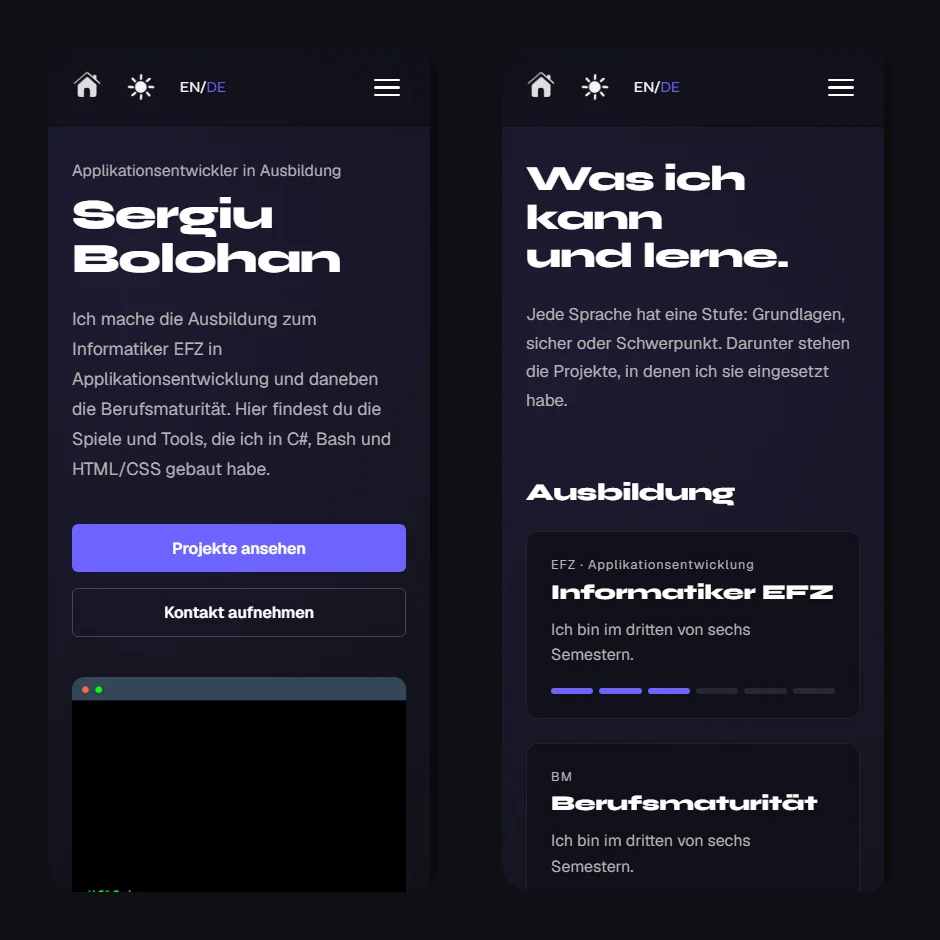 EN/DE
Applikationsentwickler in Ausbildung
Sergiu
Bolohan
Ich mache die Ausbildung zum
Informatiker EFZ in
Applikationsentwicklung und daneben
die Berufsmaturität. Hier findest du die
Spiele und Tools, die ich in C#, Bash und
HTML/CSS gebaut habe.
Projekte ansehen
Kontakt aufnehmen
EN/DE
Was ich
kann
und lerne.
Jede Sprache hat eine Stufe: Grundlagen,
sicher oder Schwerpunkt. Darunter stehen
die Projekte, in denen ich sie eingesetzt
habe.
Ausbildung
EFZ · Applikationsentwicklung
Informatiker EFZ
Ich bin im dritten von sechs
Semestern.
BM
Berufsmaturität
Ich bin im dritten von sechs
Semestern.